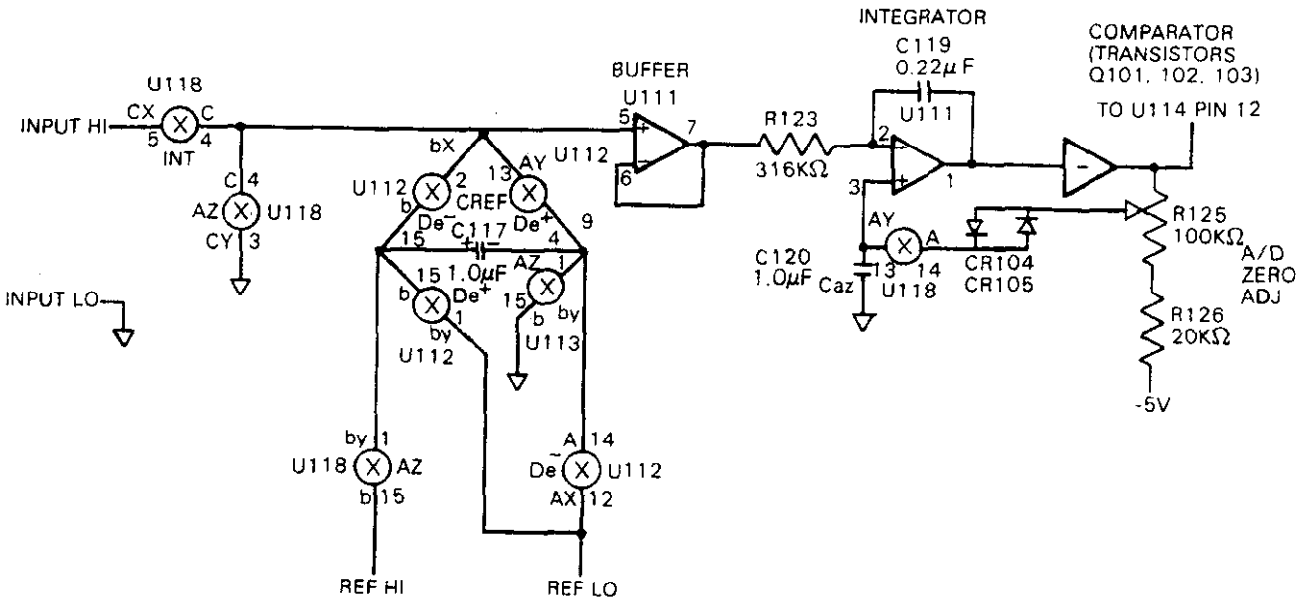 INTEGRATOR
C119
0.22µF
U111
COMPARATOR
(TRANSISTORS
Q101, 102, 103)
TO U114 PIN 12
BUFFER
U111
U118
CX
C
INPUT HI
5
4
INT
5
7
6
R123
316KΩ
2
3
1
bX
AY
U112
13
C
4
AZ
U118
CY
3
U112
2
CREF
b
De⁻
De⁺
9
15
C117
4
+
−
1.0µF
AZ
1
15
De⁺
b
1
by
15
b
by
U112
U113
INPUT LO
AY
A
C120
1.0µF
Caz
13
14
U118
CR104
CR105
R125
100KΩ
A/D
ZERO
ADJ
R126
20KΩ
-5V
by
1
U118
AZ
b
15
A
14
De⁻
U112
AX
12
REF HI
REF LO